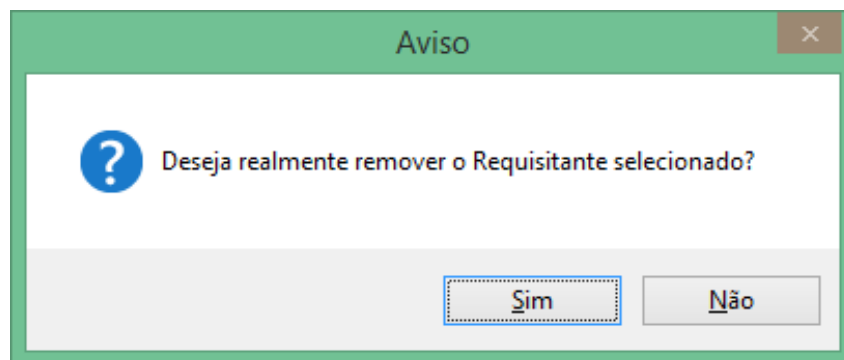 Aviso
Deseja realmente remover o Requisitante selecionado?
Sim
Não